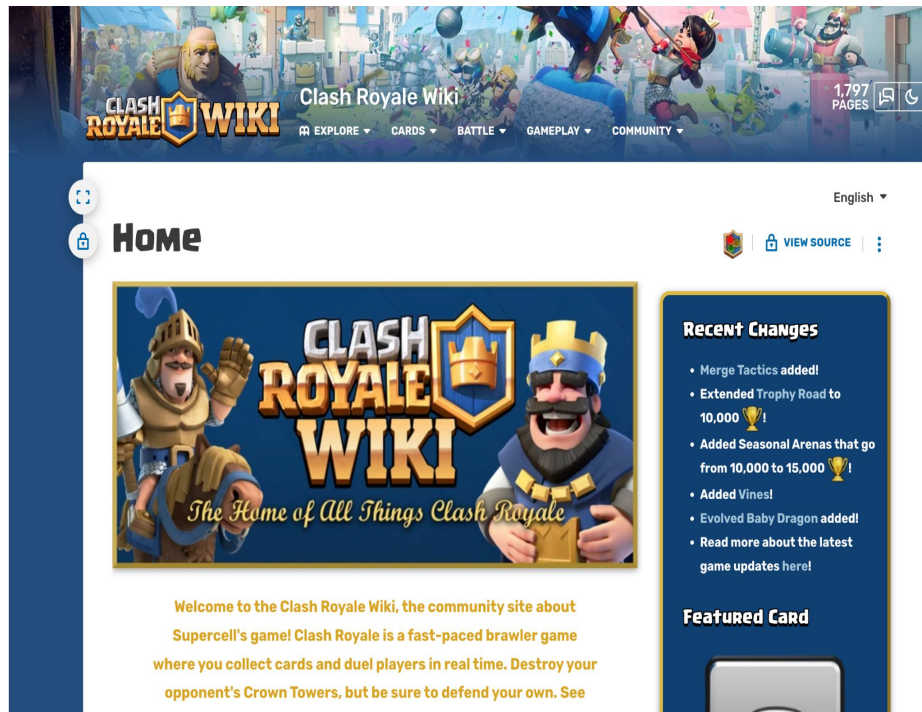 CLASH
ROYALE WIKI
Clash Royale Wiki
EXPLORE
CARDS
BATTLE
GAMEPLAY
COMMUNITY
1,797
PAGES
English
Home
VIEW SOURCE
CLASH
ROYALE
WIKI
The Home of All Things Clash Royale
Welcome to the Clash Royale Wiki, the community site about
Supercell's game! Clash Royale is a fast-paced brawler game
where you collect cards and duel players in real time. Destroy your
opponent's Crown Towers, but be sure to defend your own. See
Recent Changes
• Merge Tactics added!
• Extended Trophy Road to
10,000 !
• Added Seasonal Arenas that go
from 10,000 to 15,000 !
• Added Vines!
• Evolved Baby Dragon added!
• Read more about the latest
game updates here!
Featured Card